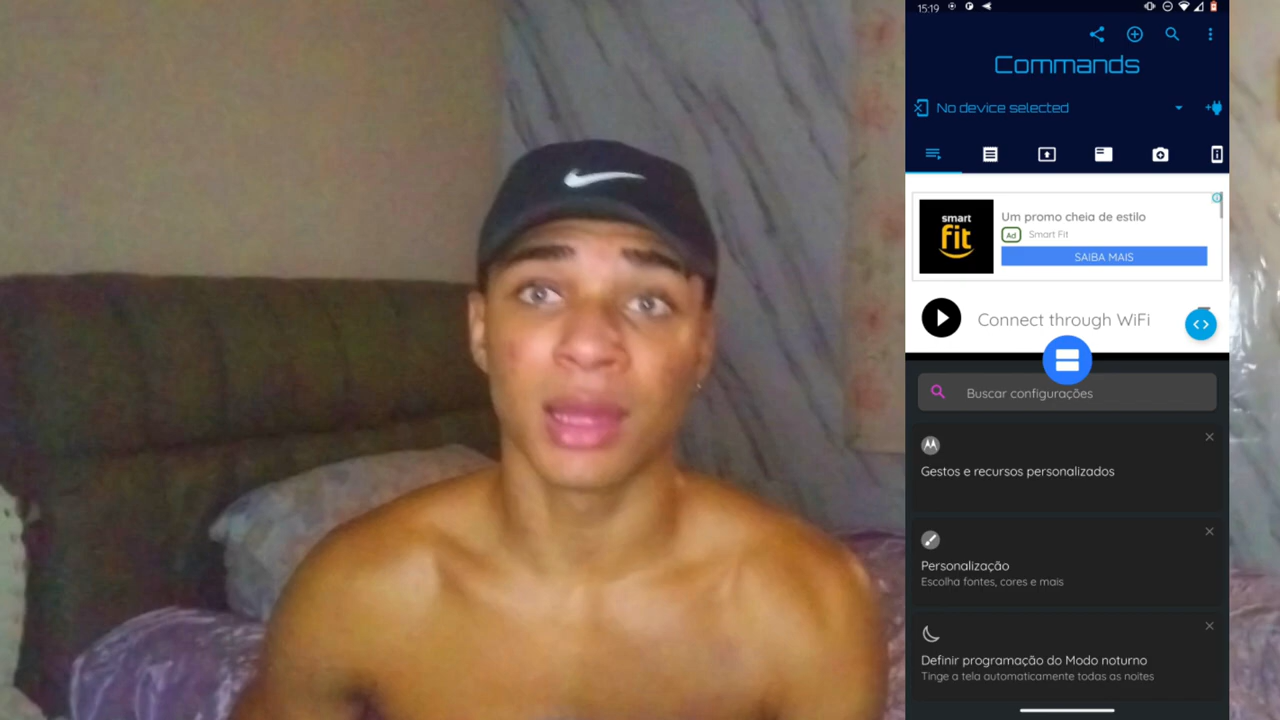 15:19
Commands
No device selected
smart
fit
Um promo cheia de estilo
Ad Smart Fit
SAIBA MAIS
Connect through WiFi
Buscar configurações
Gestos e recursos personalizados
Personalização
Escolha fontes, cores e mais
Definir programação do Modo noturno
Tinge a tela automaticamente todas as noites